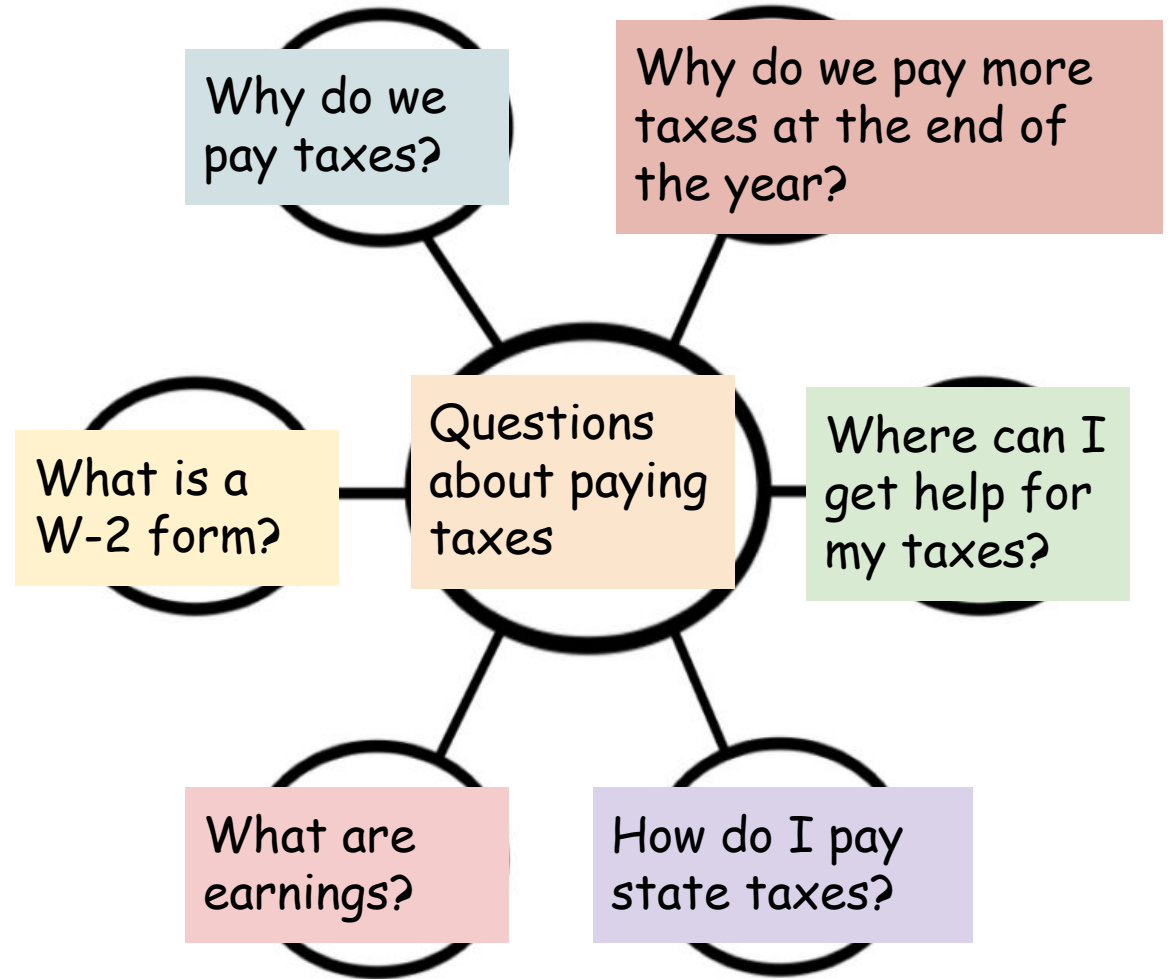 Why do we
pay taxes?
Why do we pay more
taxes at the end of
the year?
What is a
W-2 form?
Questions
about paying
taxes
Where can I
get help for
my taxes?
What are
earnings?
How do I pay
state taxes?